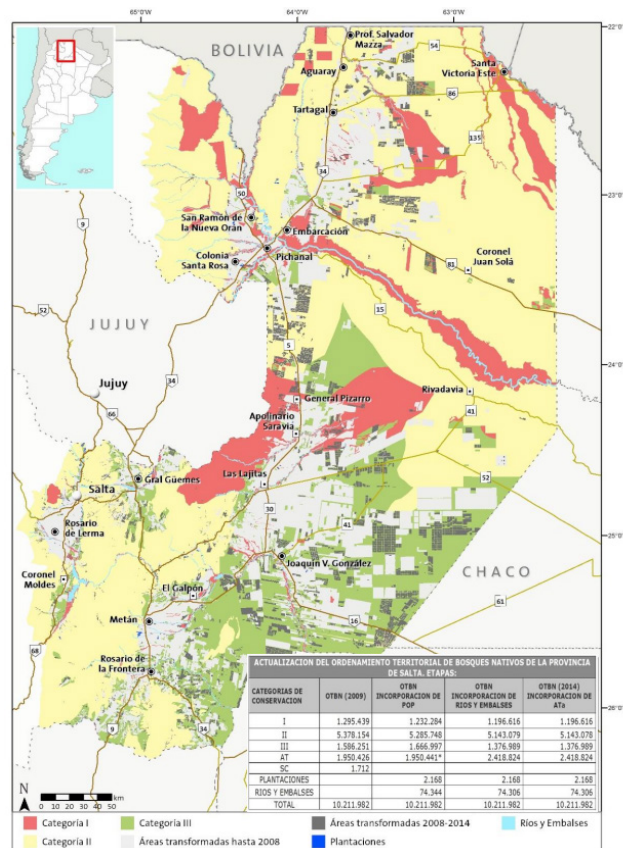 65°0'W
64°0'W
63°0'W
22°0'
BOLIVIA
Prof. Salvador
Mazza
54
Aguaray
Santa
Victoria Este
Tartagal
86
135
34
23°0'
50
9
San Ramón de
la Nueva Orán
Embarcación
Colonia
Santa Rosa
Pichanal
81
Coronel
Juan Solá
52
15
JUJUY
5
34
24°0'
Jujuy
General Pizarro
Rivadavia
66
Apolinario
Saravia
41
Las Lajitas
Gral Güemes
52
Salta
30
41
Rosario
de Lerma
25°0'
Joaquín V. González
CHACO
Coronel
Moldes
El Galpón
61
Metán
16
68
Rosario de
la Frontera
9
34
26°0'
ACTUALIZACION DEL ORDENAMIENTO TERRITORIAL DE BOSQUES NATIVOS DE LA PROVINCIA
DE SALTA. ETAPAS:
CATEGORIAS DE
CONSERVACION
OTBN (2009)
OTBN
INCORPORACION DE
POP
OTBN
INCORPORACION DE
RIOS Y EMBALSES
OTBN (2014)
INCORPORACION DE
ATa
I 1.295.439 1.232.284 1.196.616 1.196.616
II 5.378.154 5.285.748 5.143.079 5.143.078
III 1.586.251 1.666.997 1.376.989 1.376.989
AT 1.950.426 1.950.441* 2.418.824 2.418.824
SC 1.712
PLANTACIONES 2.168 2.168 2.168
RIOS Y EMBALSES 74.344 74.306 74.306
TOTAL 10.211.982 10.211.982 10.211.982 10.211.982
N
0 10 20 30 40 50
km
Categoría I
Categoría III
Áreas transformadas 2008-2014
Ríos y Embalses
Categoría II
Áreas transformadas hasta 2008
Plantaciones